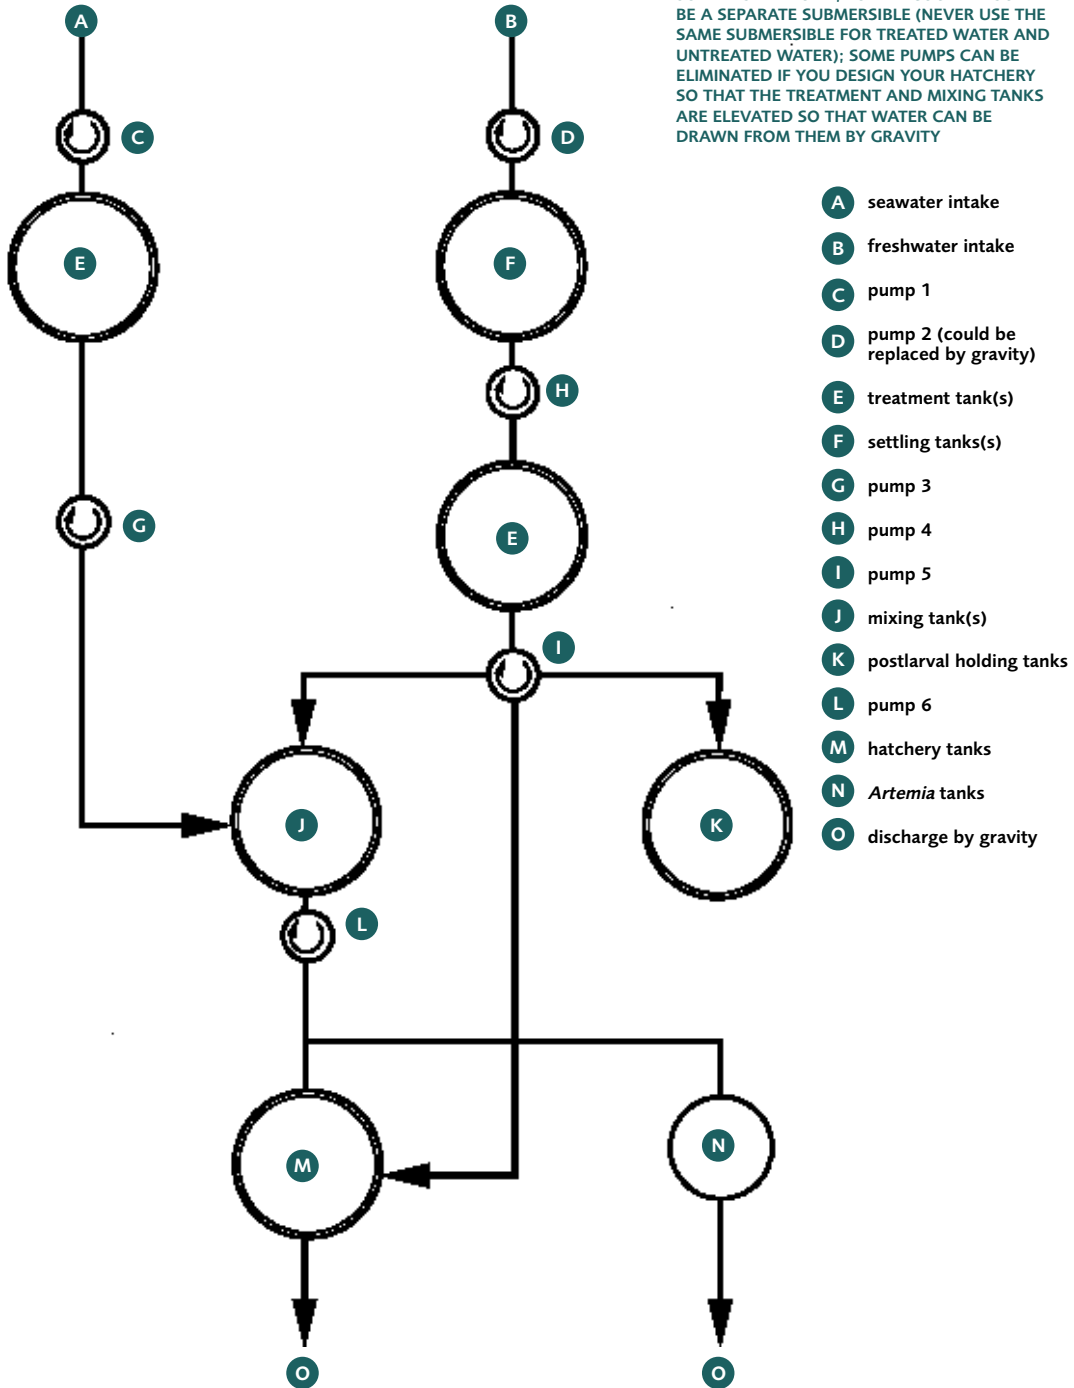 A
B
BE A SEPARATE SUBMERSIBLE (NEVER USE THE
SAME SUBMERSIBLE FOR TREATED WATER AND
UNTREATED WATER); SOME PUMPS CAN BE
ELIMINATED IF YOU DESIGN YOUR HATCHERY
SO THAT THE TREATMENT AND MIXING TANKS
ARE ELEVATED SO THAT WATER CAN BE
DRAWN FROM THEM BY GRAVITY
C
D
E
F
H
G
E
I
J
K
L
M
N
O
O
A seawater intake
B freshwater intake
C pump 1
D pump 2 (could be
replaced by gravity)
E treatment tank(s)
F settling tanks(s)
G pump 3
H pump 4
I pump 5
J mixing tank(s)
K postlarval holding tanks
L pump 6
M hatchery tanks
N Artemia tanks
O discharge by gravity